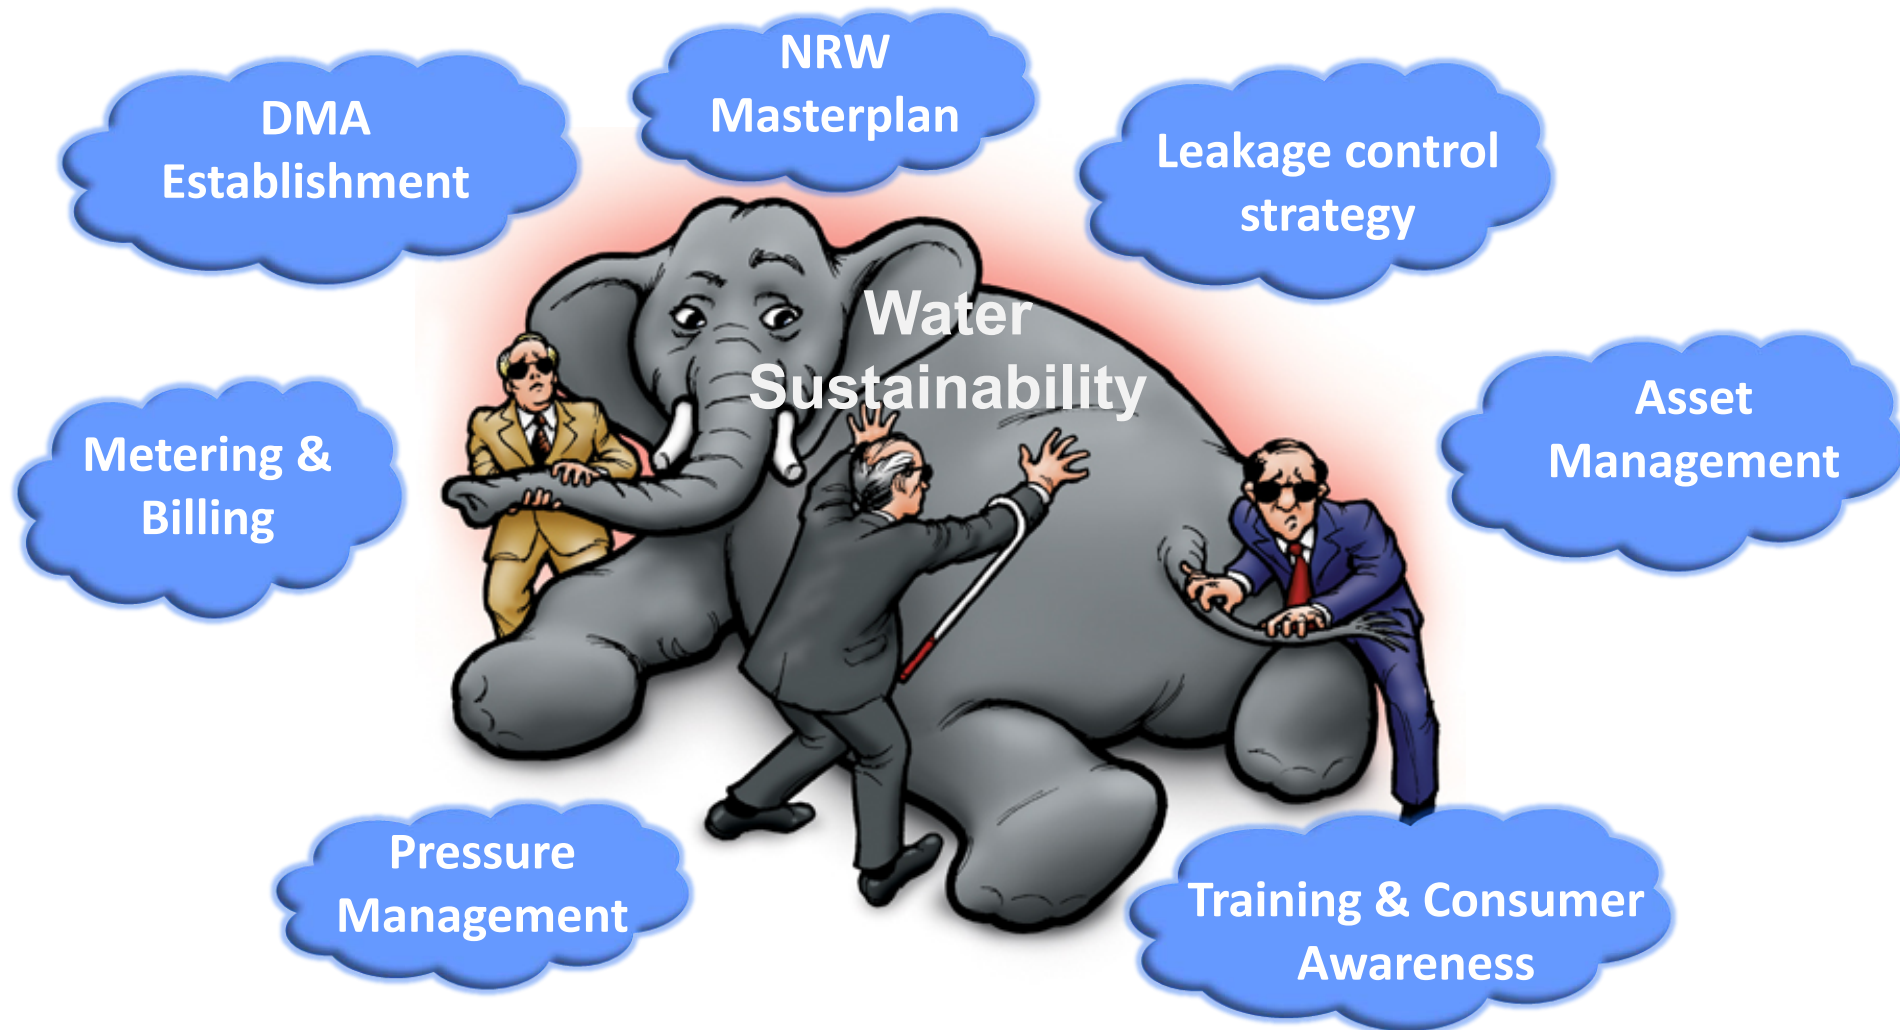 NRW
Masterplan
DMA
Establishment
Leakage control
strategy
Water
Sustainability
Asset
Management
Metering &
Billing
Pressure
Management
Training & Consumer
Awareness